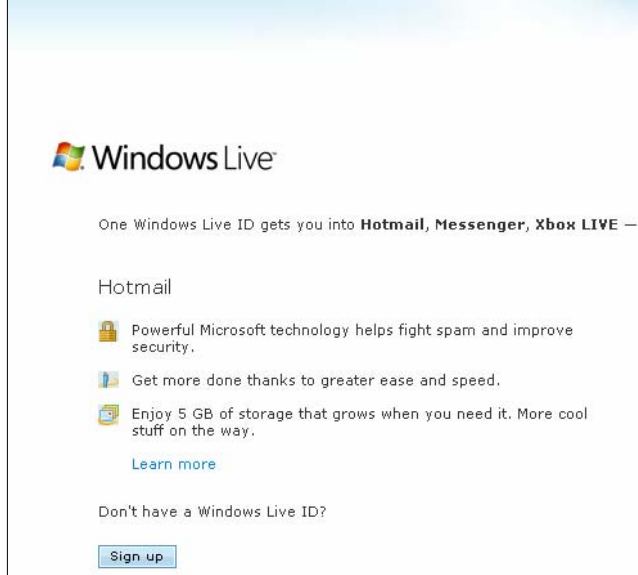 Windows Live™
One Windows Live ID gets you into Hotmail, Messenger, Xbox LIVE —
Hotmail
Powerful Microsoft technology helps fight spam and improve
security.
Get more done thanks to greater ease and speed.
Enjoy 5 GB of storage that grows when you need it. More cool
stuff on the way.
Learn more
Don't have a Windows Live ID?
Sign up